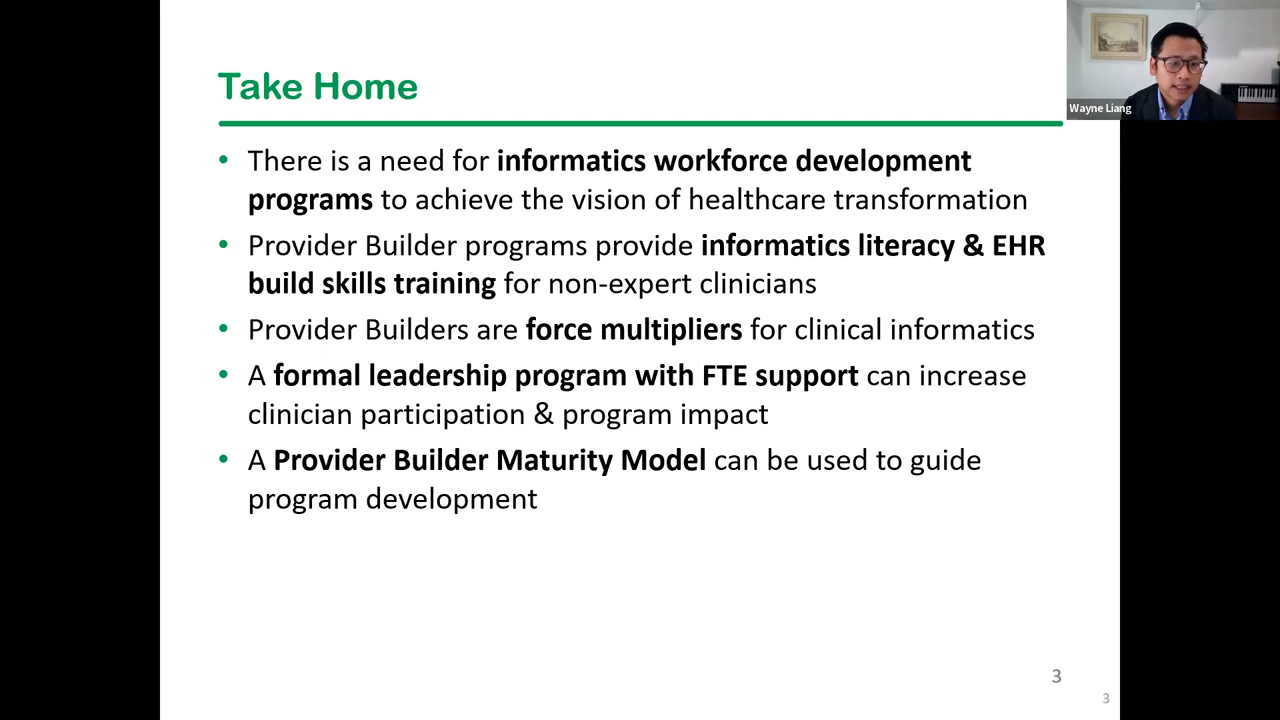 Take Home
Wayne Liang
• There is a need for informatics workforce development
programs to achieve the vision of healthcare transformation
• Provider Builder programs provide informatics literacy & EHR
build skills training for non-expert clinicians
• Provider Builders are force multipliers for clinical informatics
• A formal leadership program with FTE support can increase
clinician participation & program impact
• A Provider Builder Maturity Model can be used to guide
program development
3
3